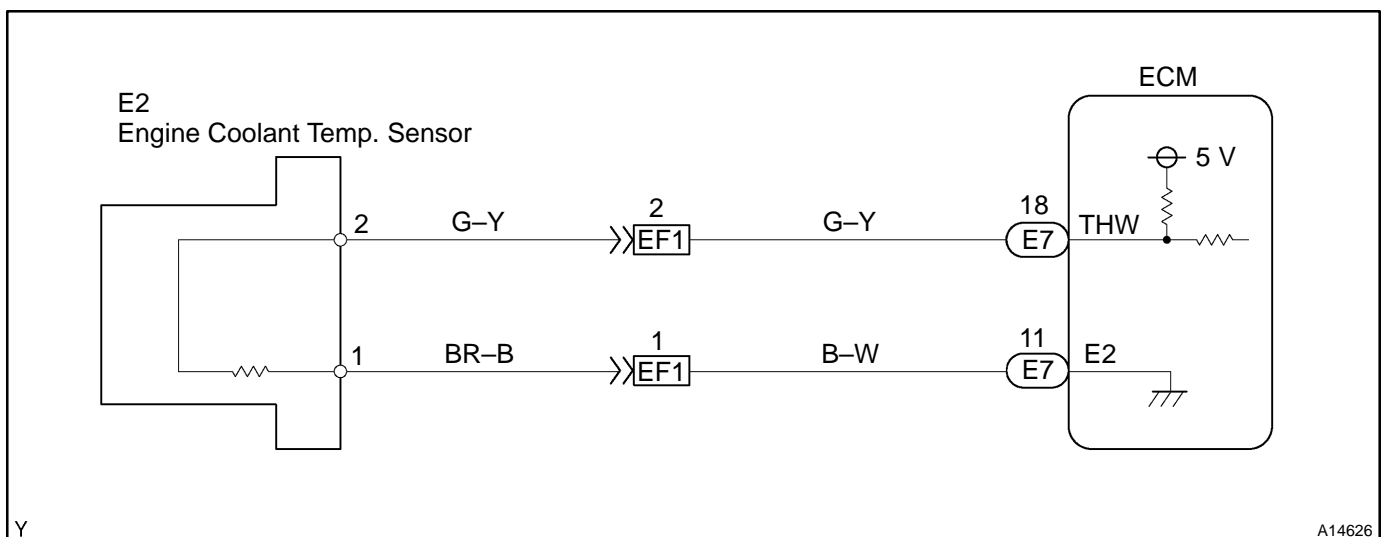 ECM
E2
Engine Coolant Temp. Sensor
5 V
2
G–Y
2
EF1
G–Y
18
E7
THW
1
BR–B
1
EF1
B–W
11
E7
E2
Y
A14626